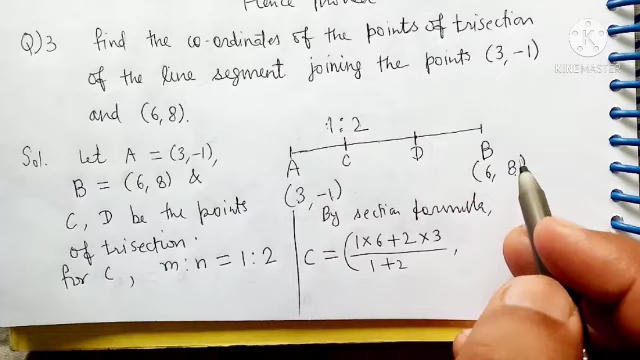 Hence proved
Q)3 find the co-ordinates of the points of trisection
of the line segment joining the points (3, -1)
and (6, 8).
KINEMASTER
Sol. Let A = (3, -1),
B = (6, 8) &
C, D be the points
of trisection.
for C, m:n = 1:2
1:2
A C D B
(3, -1) (6, 8)
By section formula,
C = (1×6+2×3
1+2 ,